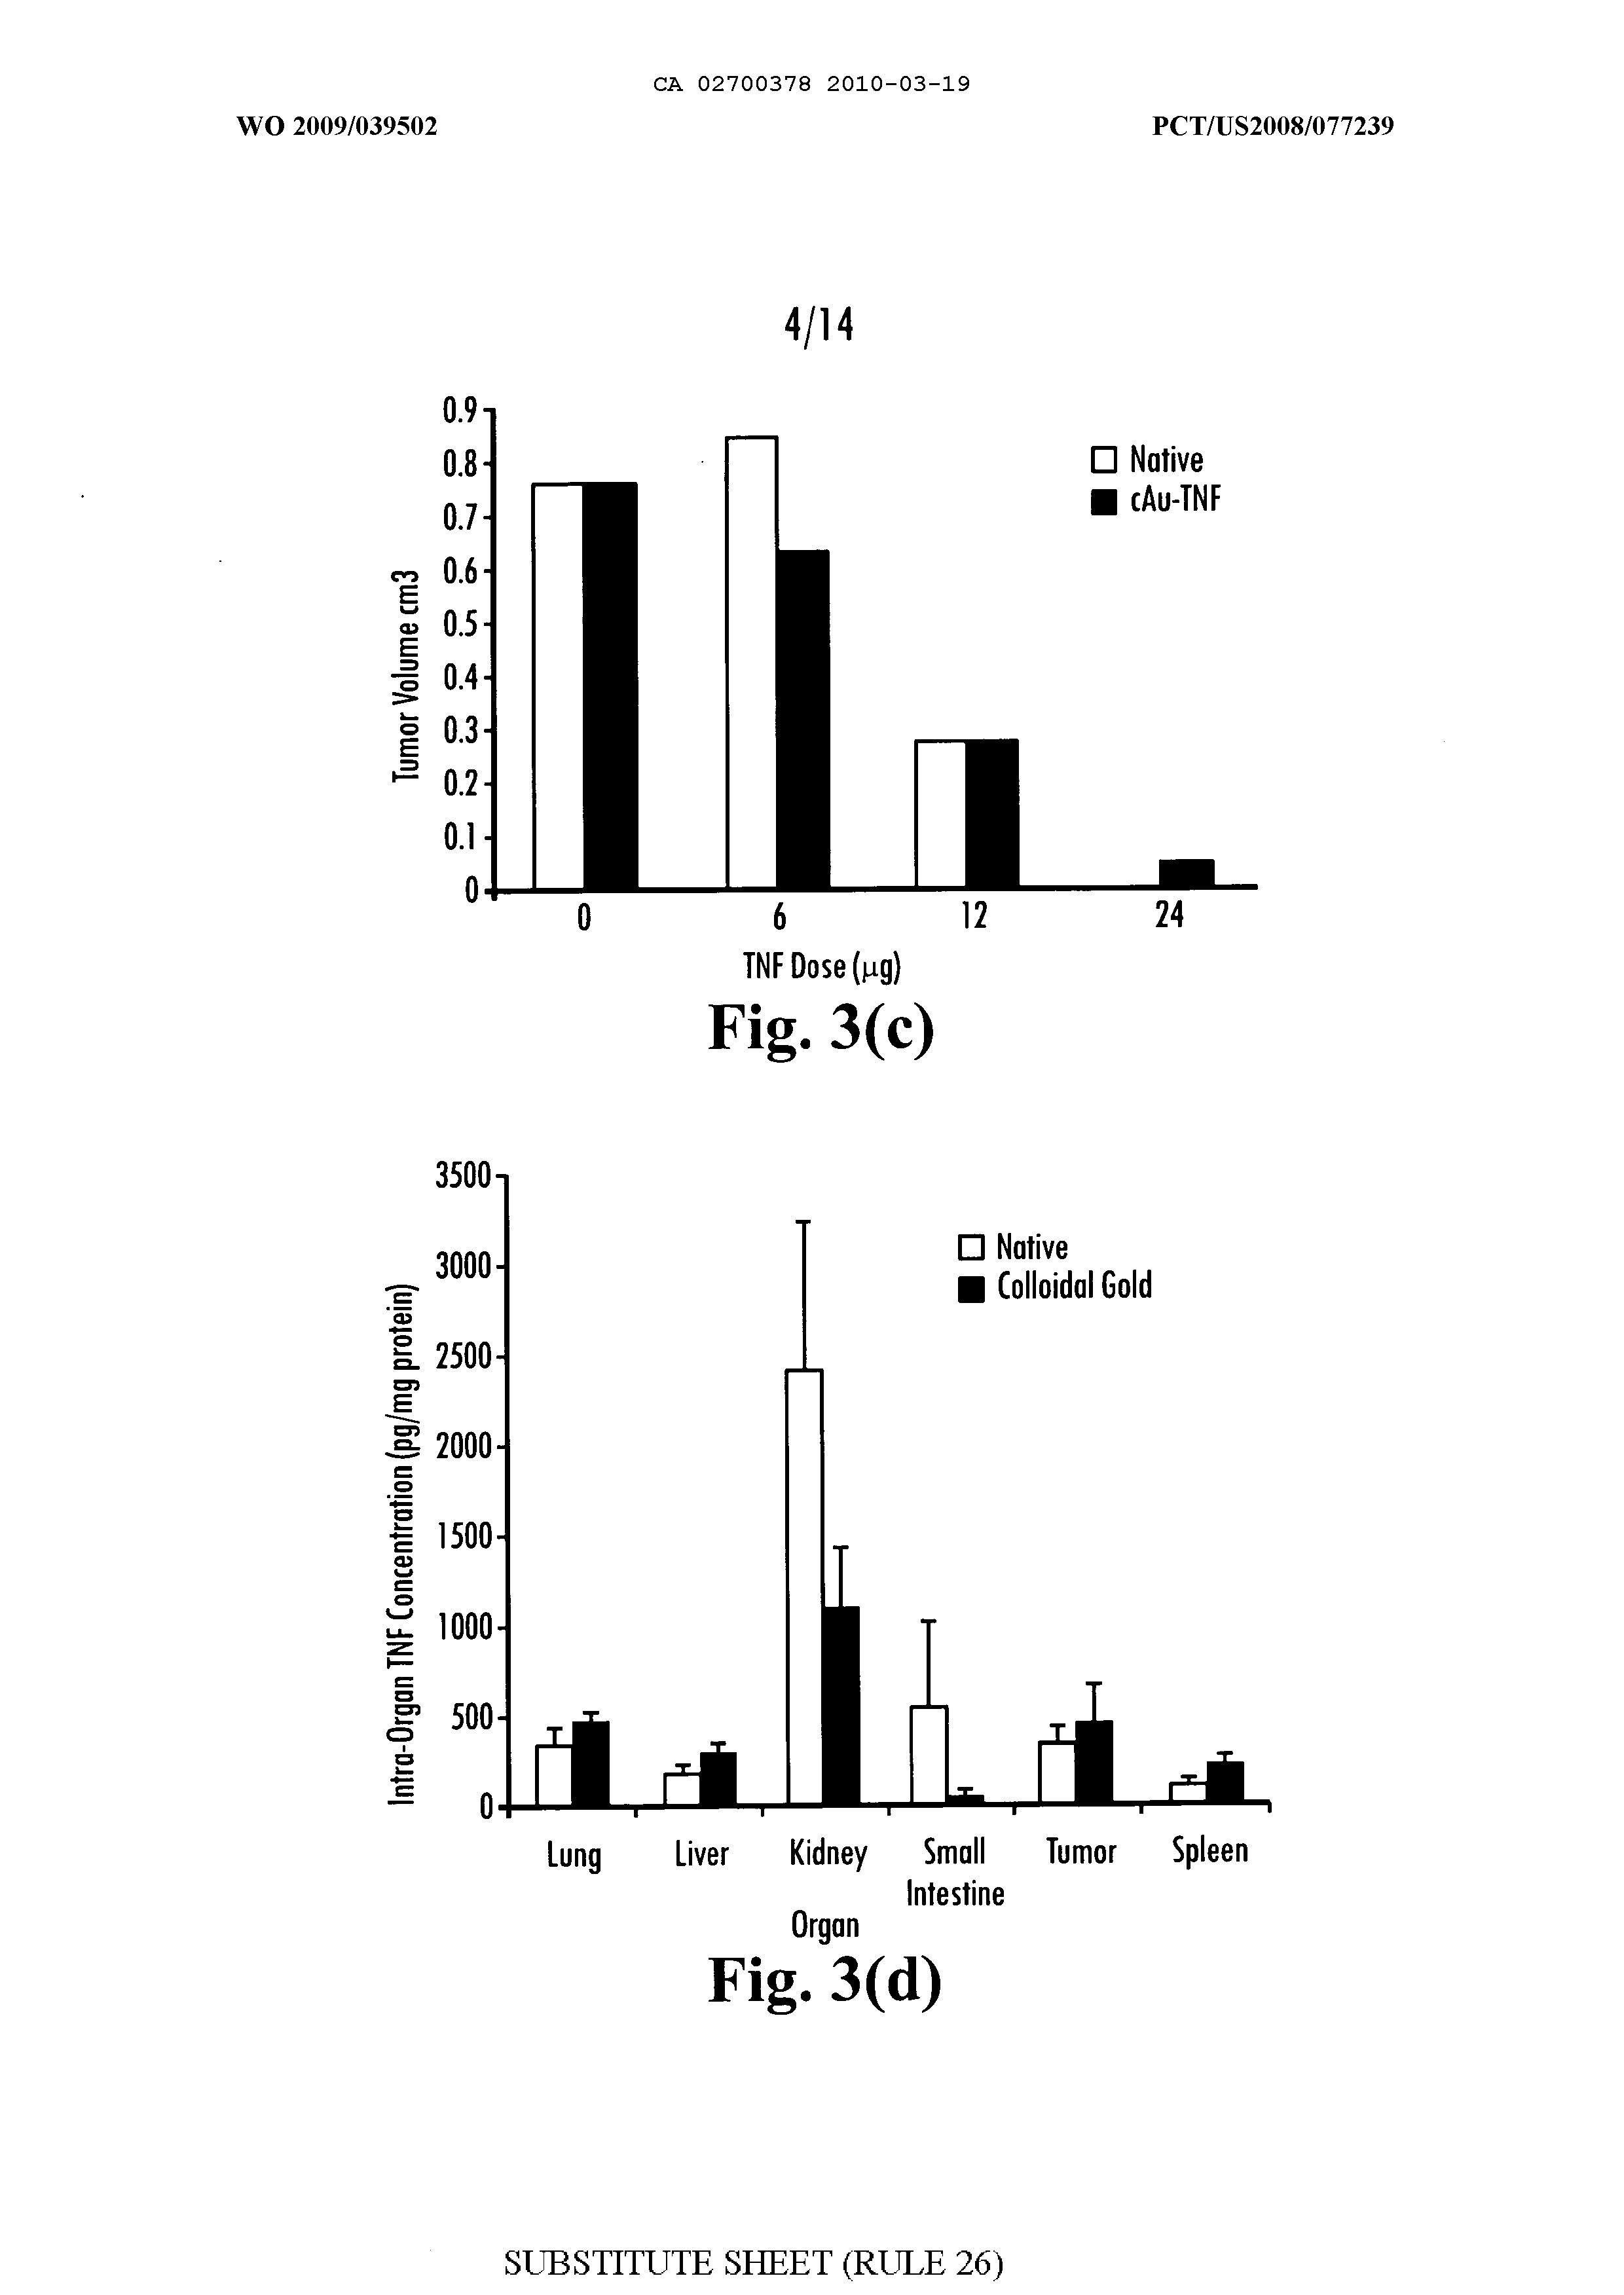 CA 02700378 2010-03-19
WO 2009/039502
PCT/US2008/077239
4/14
0.9
0.8
0.7
0.6
0.5
0.4
0.3
0.2
0.1
0
Tumor Volume cm3
Native
cAu-TNF
0 6 12 24
TNF Dose (µg)
Fig. 3(c)
3500
3000
2500
2000
1500
1000
500
0
Intra-Organ TNF Concentration (pg/mg protein)
Native
Colloidal Gold
Lung Liver Kidney Small Tumor Spleen
Intestine
Organ
Fig. 3(d)
SUBSTITUTE SHEET (RULE 26)